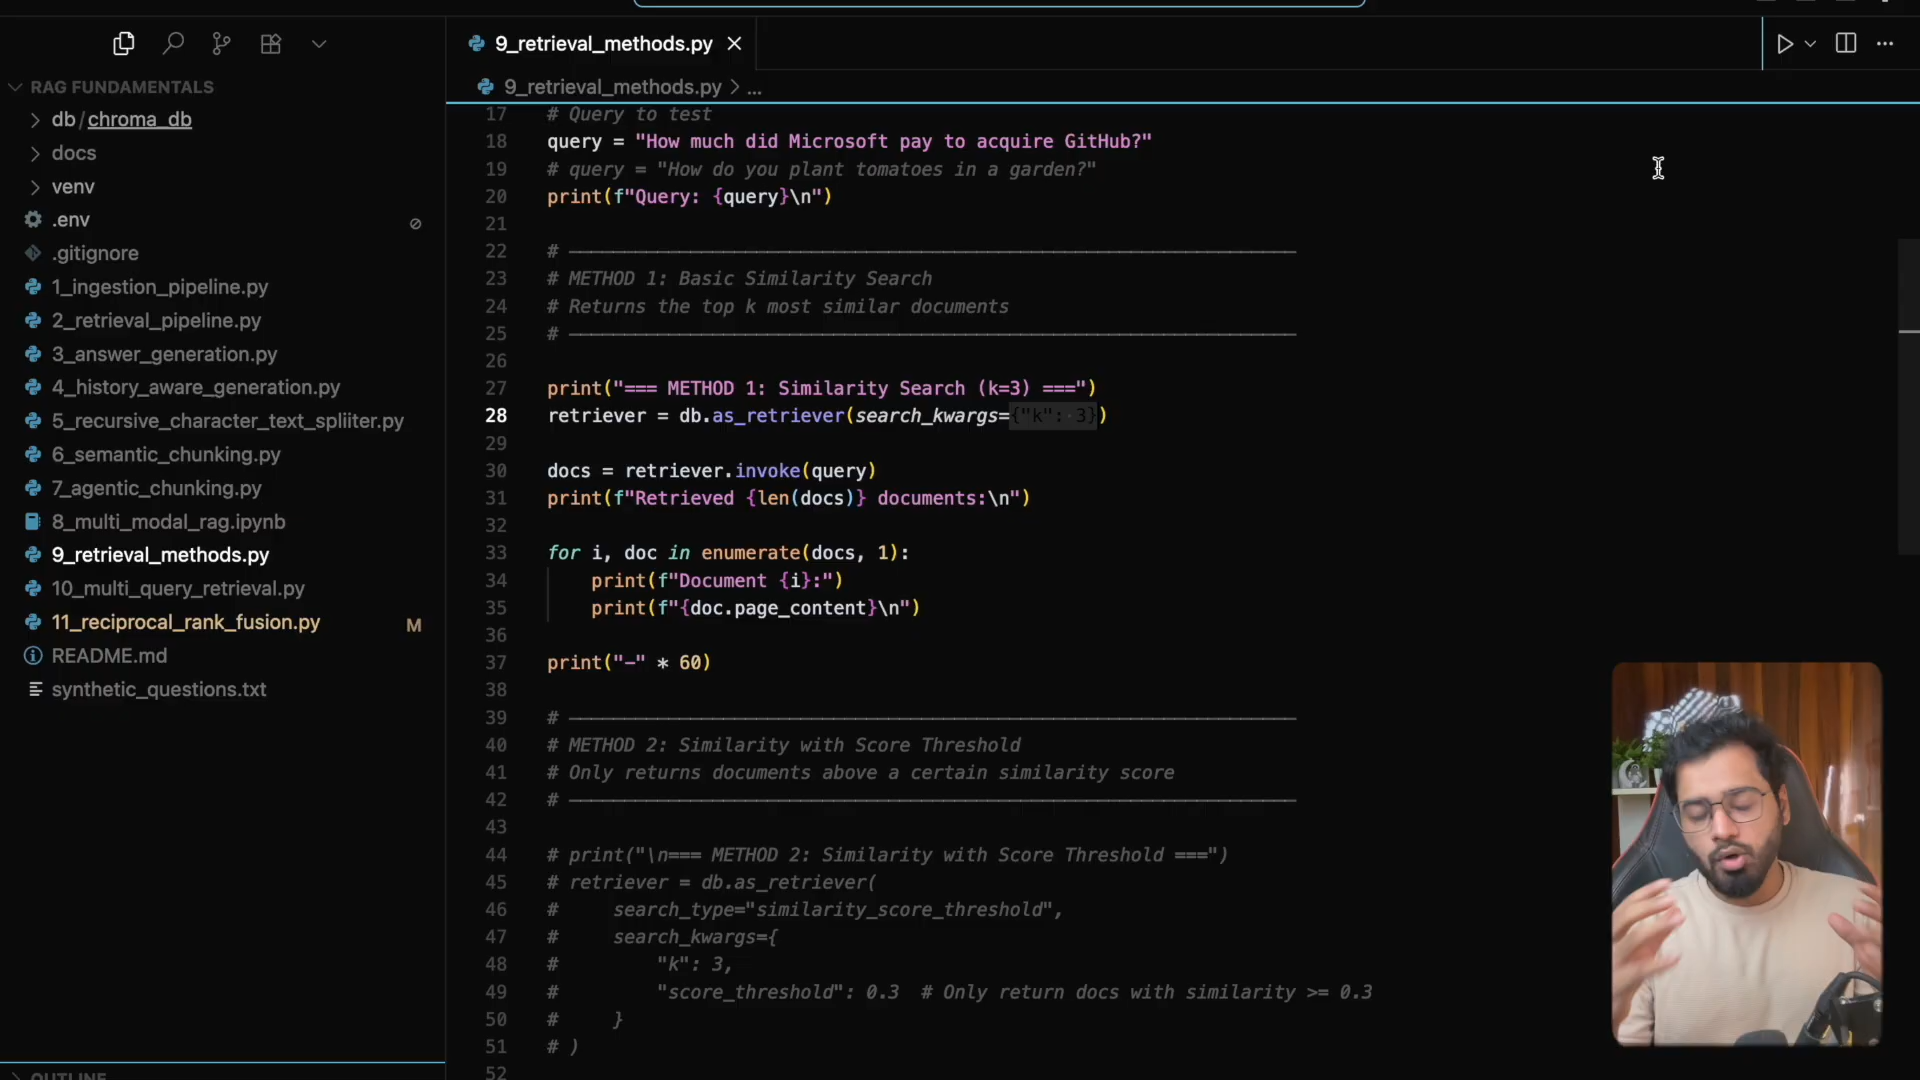 9_retrieval_methods.py
RAG FUNDAMENTALS
db/chroma_db
docs
venv
.env
.gitignore
1_ingestion_pipeline.py
2_retrieval_pipeline.py
3_answer_generation.py
4_history_aware_generation.py
5_recursive_character_text_spliiter.py
6_semantic_chunking.py
7_agentic_chunking.py
8_multi_modal_rag.ipynb
9_retrieval_methods.py
10_multi_query_retrieval.py
11_reciprocal_rank_fusion.py M
README.md
synthetic_questions.txt
OUTLINE
9_retrieval_methods.py > ...
17 # Query to test
18 query = "How much did Microsoft pay to acquire GitHub?"
19 # query = "How do you plant tomatoes in a garden?"
20 print(f"Query: {query}\n")
21
22 # ──────────────────────────────────────────────────────────────────
23 # METHOD 1: Basic Similarity Search
24 # Returns the top k most similar documents
25 # ──────────────────────────────────────────────────────────────────
26
27 print("=== METHOD 1: Similarity Search (k=3) ===")
28 retriever = db.as_retriever(search_kwargs={"k": 3})
29
30 docs = retriever.invoke(query)
31 print(f"Retrieved {len(docs)} documents:\n")
32
33 for i, doc in enumerate(docs, 1):
34     print(f"Document {i}:")
35     print(f"{doc.page_content}\n")
36
37 print("-" * 60)
38
39 # ──────────────────────────────────────────────────────────────────
40 # METHOD 2: Similarity with Score Threshold
41 # Only returns documents above a certain similarity score
42 # ──────────────────────────────────────────────────────────────────
43
44 # print("\n=== METHOD 2: Similarity with Score Threshold ===")
45 # retriever = db.as_retriever(
46 #     search_type="similarity_score_threshold",
47 #     search_kwargs={
48 #         "k": 3,
49 #         "score_threshold": 0.3  # Only return docs with similarity >= 0.3
50 #     }
51 # )
52